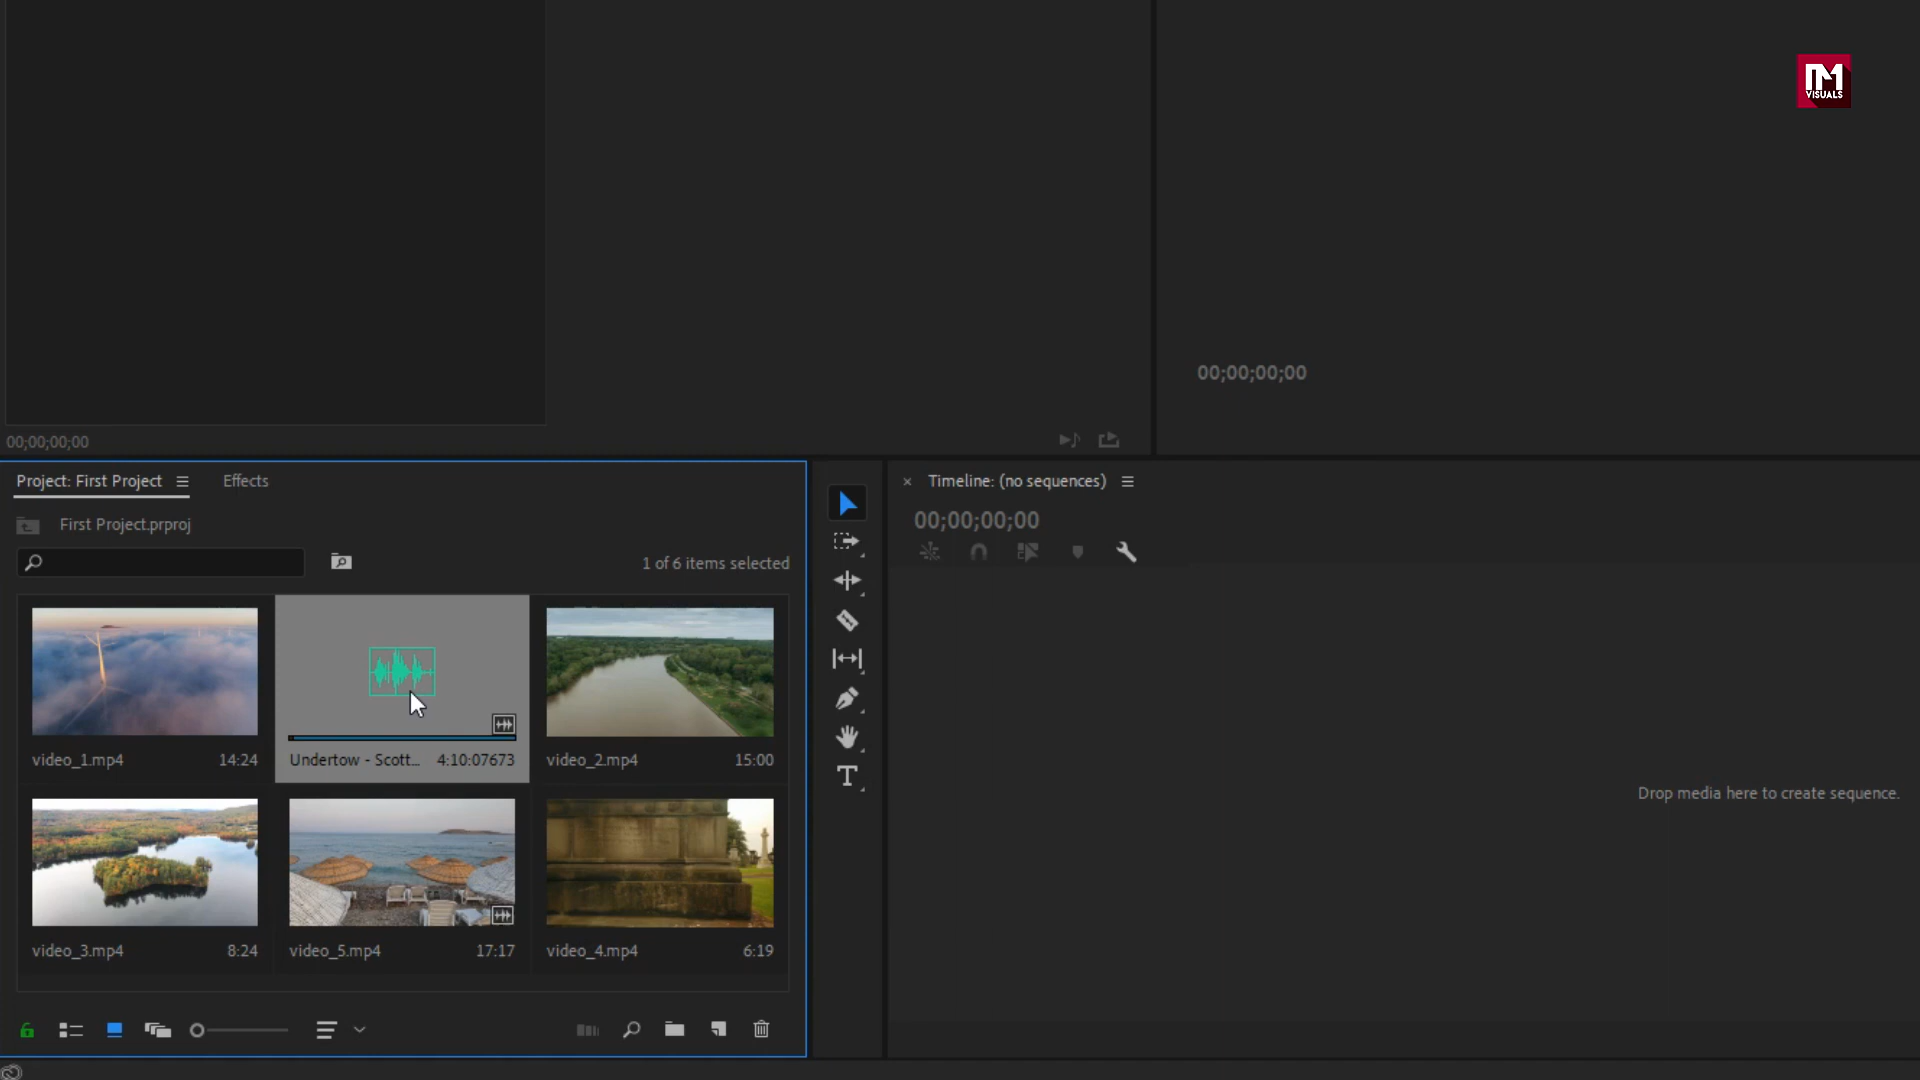 IM
VISUALS
00;00;00;00
00;00;00;00
Project: First Project
Effects
First Project.prproj
1 of 6 items selected
video_1.mp4 14:24
Undertow - Scott... 4:10:07673
video_2.mp4 15:00
video_3.mp4 8:24
video_5.mp4 17:17
video_4.mp4 6:19
× Timeline: (no sequences)
00;00;00;00
Drop media here to create sequence.